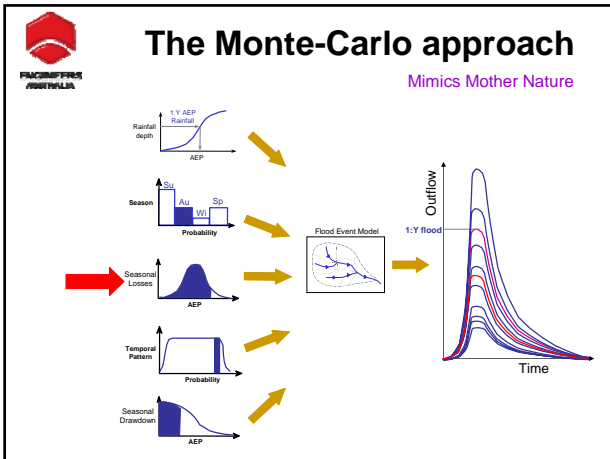 The Monte-Carlo approach
ENGINEERS
AUSTRALIA
Mimics Mother Nature
1:Y AEP
Rainfall
Rainfall
depth
AEP
Su
Au
Wi
Sp
Season
Probability
Seasonal
Losses
AEP
Temporal
Pattern
Probability
Seasonal
Drawdown
AEP
Flood Event Model
Outflow
1:Y flood
Time